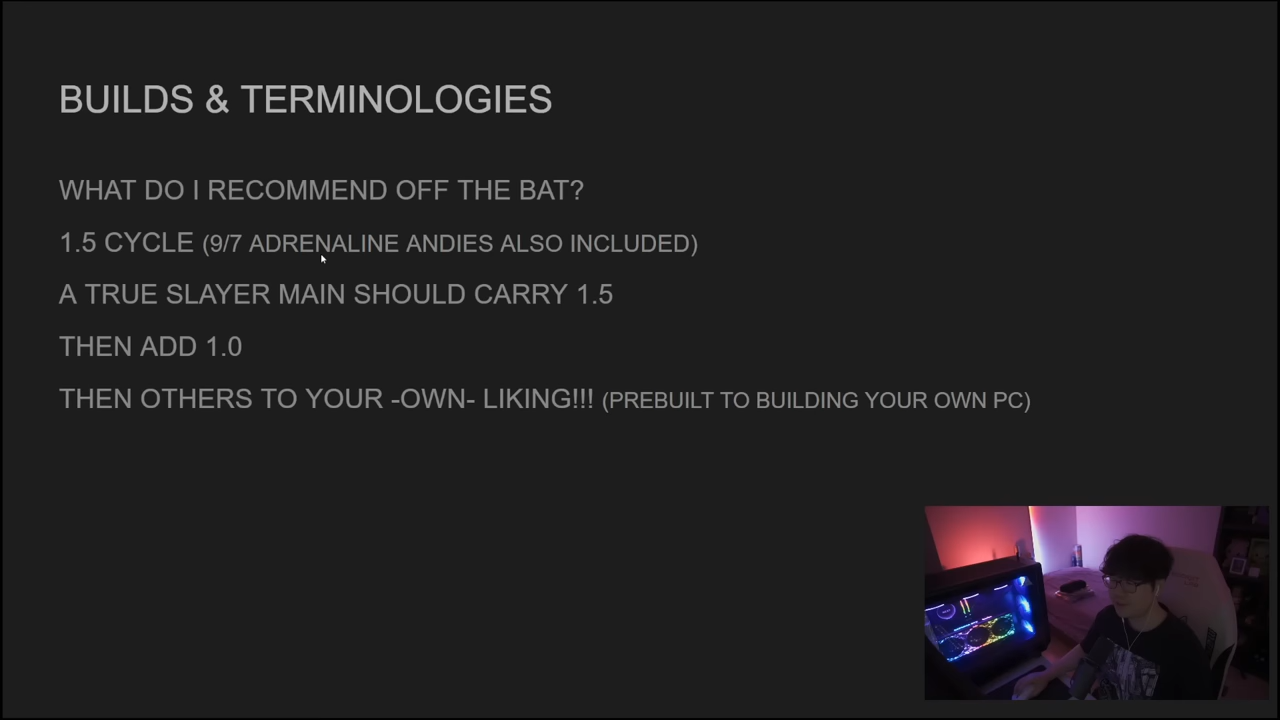 BUILDS & TERMINOLOGIES
WHAT DO I RECOMMEND OFF THE BAT?
1.5 CYCLE (9/7 ADRENALINE ANDIES ALSO INCLUDED)
A TRUE SLAYER MAIN SHOULD CARRY 1.5
THEN ADD 1.0
THEN OTHERS TO YOUR -OWN- LIKING!!! (PREBUILT TO BUILDING YOUR OWN PC)